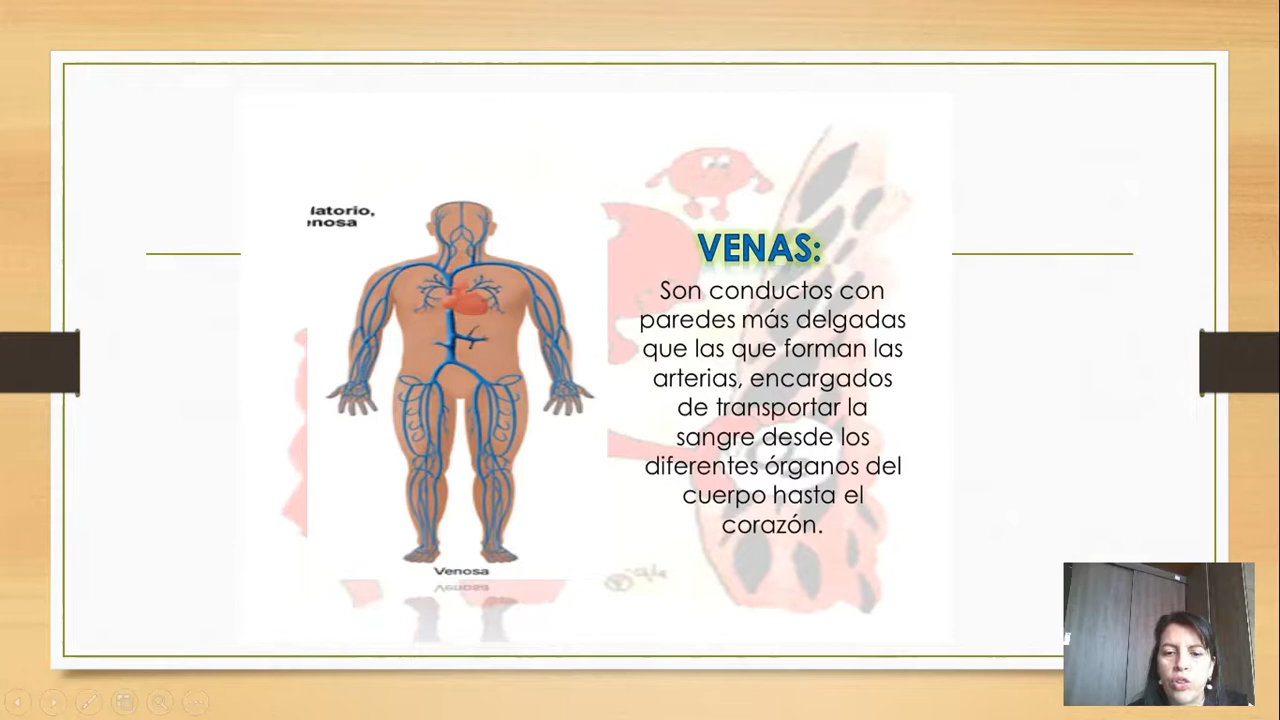 latorio,
nosa
VENAS:
Son conductos con
paredes más delgadas
que las que forman las
arterias, encargados
de transportar la
sangre desde los
diferentes órganos del
cuerpo hasta el
corazón.
Venosa